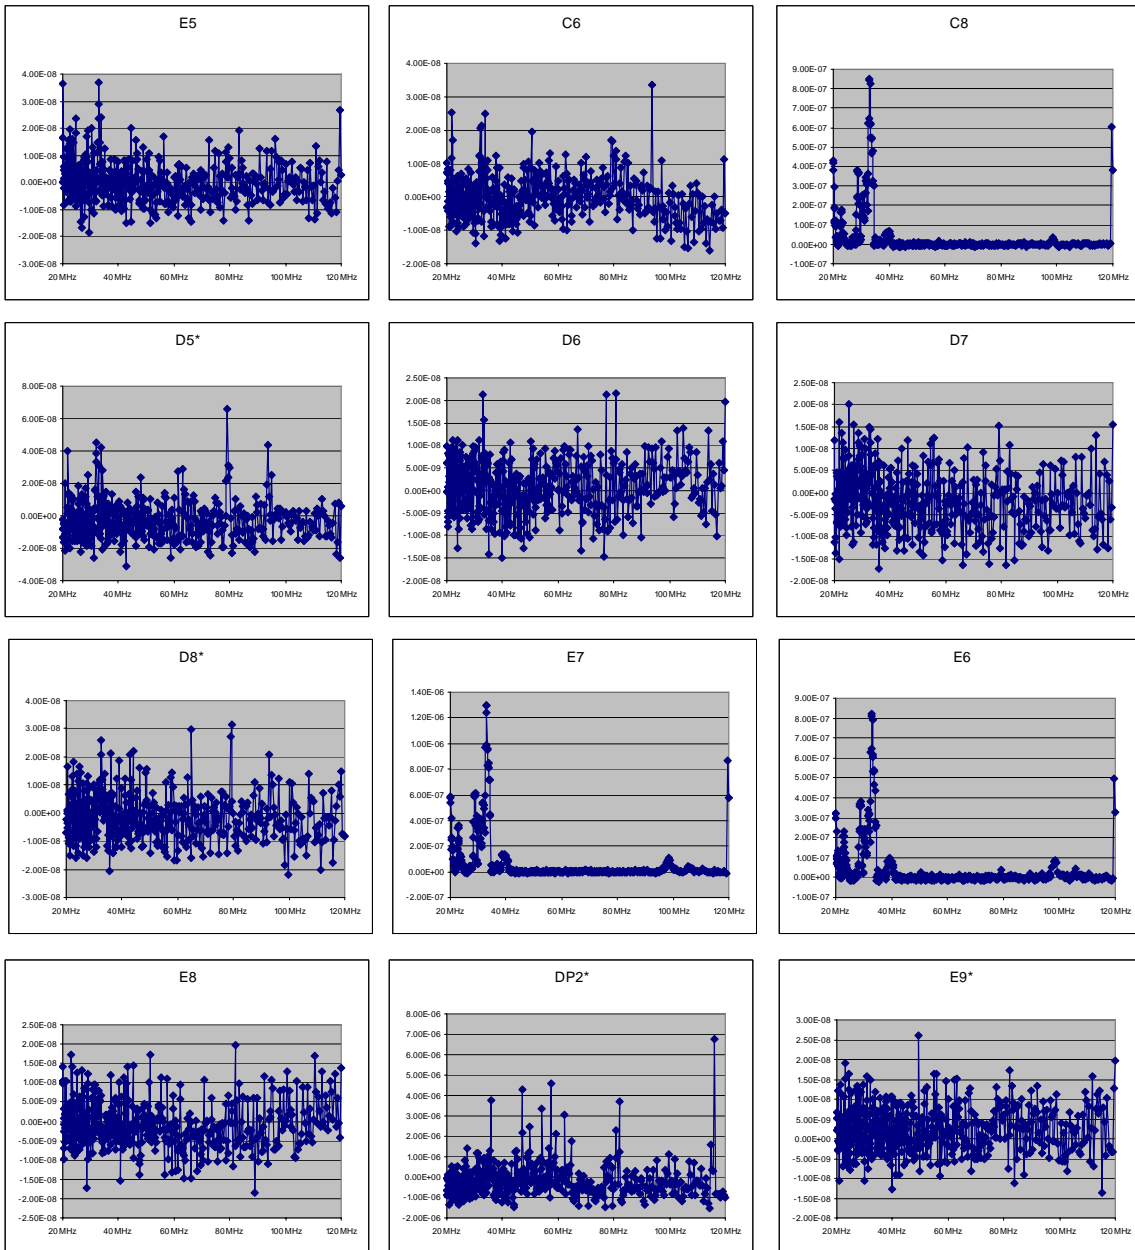 E5
4.00E-08
3.00E-08
2.00E-08
1.00E-08
0.00E+00
-1.00E-08
-2.00E-08
-3.00E-08
20 MHz 40 MHz 60 MHz 80 MHz 100 MHz 120 MHz
C6
4.00E-08
3.00E-08
2.00E-08
1.00E-08
0.00E+00
-1.00E-08
-2.00E-08
20 MHz 40 MHz 60 MHz 80 MHz 100 MHz 120 MHz
C8
9.00E-07
8.00E-07
7.00E-07
6.00E-07
5.00E-07
4.00E-07
3.00E-07
2.00E-07
1.00E-07
0.00E+00
-1.00E-07
20 MHz 40 MHz 60 MHz 80 MHz 100 MHz 120 MHz
D5*
8.00E-08
6.00E-08
4.00E-08
2.00E-08
0.00E+00
-2.00E-08
-4.00E-08
20 MHz 40 MHz 60 MHz 80 MHz 100 MHz 120 MHz
D6
2.50E-08
2.00E-08
1.50E-08
1.00E-08
5.00E-09
0.00E+00
-5.00E-09
-1.00E-08
-1.50E-08
-2.00E-08
20 MHz 40 MHz 60 MHz 80 MHz 100 MHz 120 MHz
D7
2.50E-08
2.00E-08
1.50E-08
1.00E-08
5.00E-09
0.00E+00
-5.00E-09
-1.00E-08
-1.50E-08
-2.00E-08
20 MHz 40 MHz 60 MHz 80 MHz 100 MHz 120 MHz
D8*
4.00E-08
3.00E-08
2.00E-08
1.00E-08
0.00E+00
-1.00E-08
-2.00E-08
-3.00E-08
20 MHz 40 MHz 60 MHz 80 MHz 100 MHz 120 MHz
E7
1.40E-06
1.20E-06
1.00E-06
8.00E-07
6.00E-07
4.00E-07
2.00E-07
0.00E+00
-2.00E-07
20 MHz 40 MHz 60 MHz 80 MHz 100 MHz 120 MHz
E6
9.00E-07
8.00E-07
7.00E-07
6.00E-07
5.00E-07
4.00E-07
3.00E-07
2.00E-07
1.00E-07
0.00E+00
-1.00E-07
20 MHz 40 MHz 60 MHz 80 MHz 100 MHz 120 MHz
E8
2.50E-08
2.00E-08
1.50E-08
1.00E-08
5.00E-09
0.00E+00
-5.00E-09
-1.00E-08
-1.50E-08
-2.00E-08
-2.50E-08
20 MHz 40 MHz 60 MHz 80 MHz 100 MHz 120 MHz
DP2*
8.00E-06
7.00E-06
6.00E-06
5.00E-06
4.00E-06
3.00E-06
2.00E-06
1.00E-06
0.00E+00
-1.00E-06
-2.00E-06
20 MHz 40 MHz 60 MHz 80 MHz 100 MHz 120 MHz
E9*
3.00E-08
2.50E-08
2.00E-08
1.50E-08
1.00E-08
5.00E-09
0.00E+00
-5.00E-09
-1.00E-08
-1.50E-08
-2.00E-08
20 MHz 40 MHz 60 MHz 80 MHz 100 MHz 120 MHz